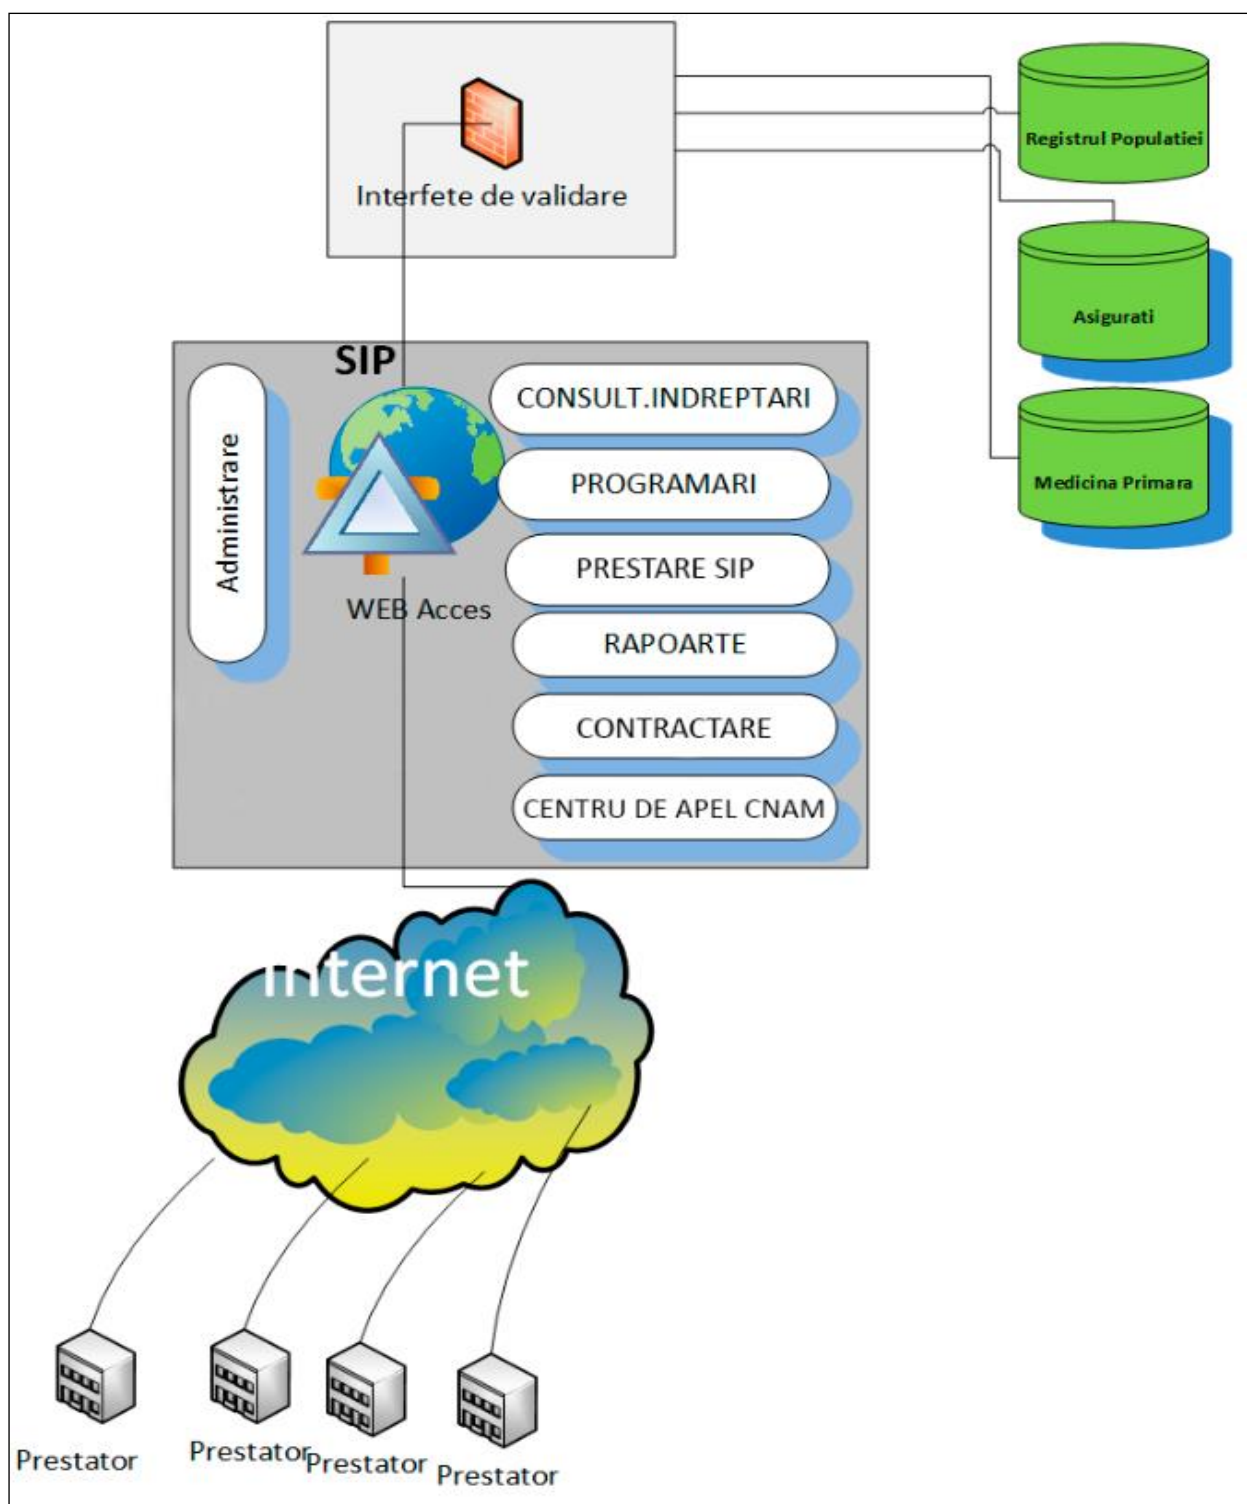 Interfete de validare
Registrul Populatiei
Asigurati
Medicina Primara
SIP
Administrare
WEB Acces
CONSULT.INDREPTARI
PROGRAMARI
PRESTARE SIP
RAPOARTE
CONTRACTARE
CENTRU DE APEL CNAM
Internet
Prestator
Prestator
Prestator
Prestator